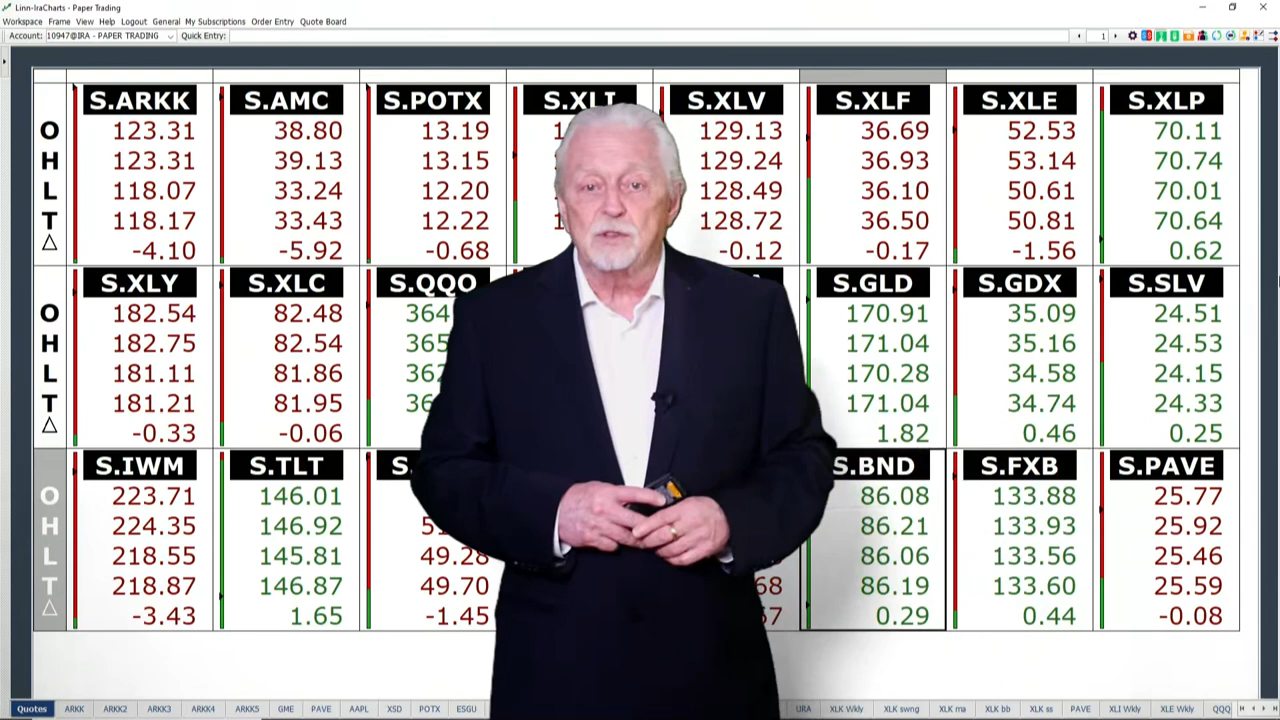 Linn-IraCharts - Paper Trading
Workspace Frame View Help Logout General My Subscriptions Order Entry Quote Board
Account: 10947@IRA - PAPER TRADING Quick Entry: 1
S.ARKK S.AMC S.POTX S.XLI S.XLV S.XLF S.XLE S.XLP
O 123.31 38.80 13.19 129.13 36.69 52.53 70.11
H 123.31 39.13 13.15 129.24 36.93 53.14 70.74
L 118.07 33.24 12.20 128.49 36.10 50.61 70.01
T 118.17 33.43 12.22 128.72 36.50 50.81 70.64
△ -4.10 -5.92 -0.68 -0.12 -0.17 -1.56 0.62
S.XLY S.XLC S.QQQ S.GLD S.GDX S.SLV
O 182.54 82.48 364 170.91 35.09 24.51
H 182.75 82.54 365 171.04 35.16 24.53
L 181.11 81.86 362 170.28 34.58 24.15
T 181.21 81.95 171.04 34.74 24.33
△ -0.33 -0.06 1.82 0.46 0.25
S.IWM S.TLT S. S.BND S.FXB S.PAVE
O 223.71 146.01 86.08 133.88 25.77
H 224.35 146.92 86.21 133.93 25.92
L 218.55 145.81 49.28 86.06 133.56 25.46
T 218.87 146.87 49.70 68 86.19 133.60 25.59
△ -3.43 1.65 -1.45 0.29 0.44 -0.08
Quotes ARKK ARKK2 ARKK3 ARKK4 ARKK5 GME PAVE AAPL XSD POTX ESGU URA XLK Wkly XLK swng XLK ma XLK bb XLK ss PAVE XLI Wkly XLE Wkly QQQ